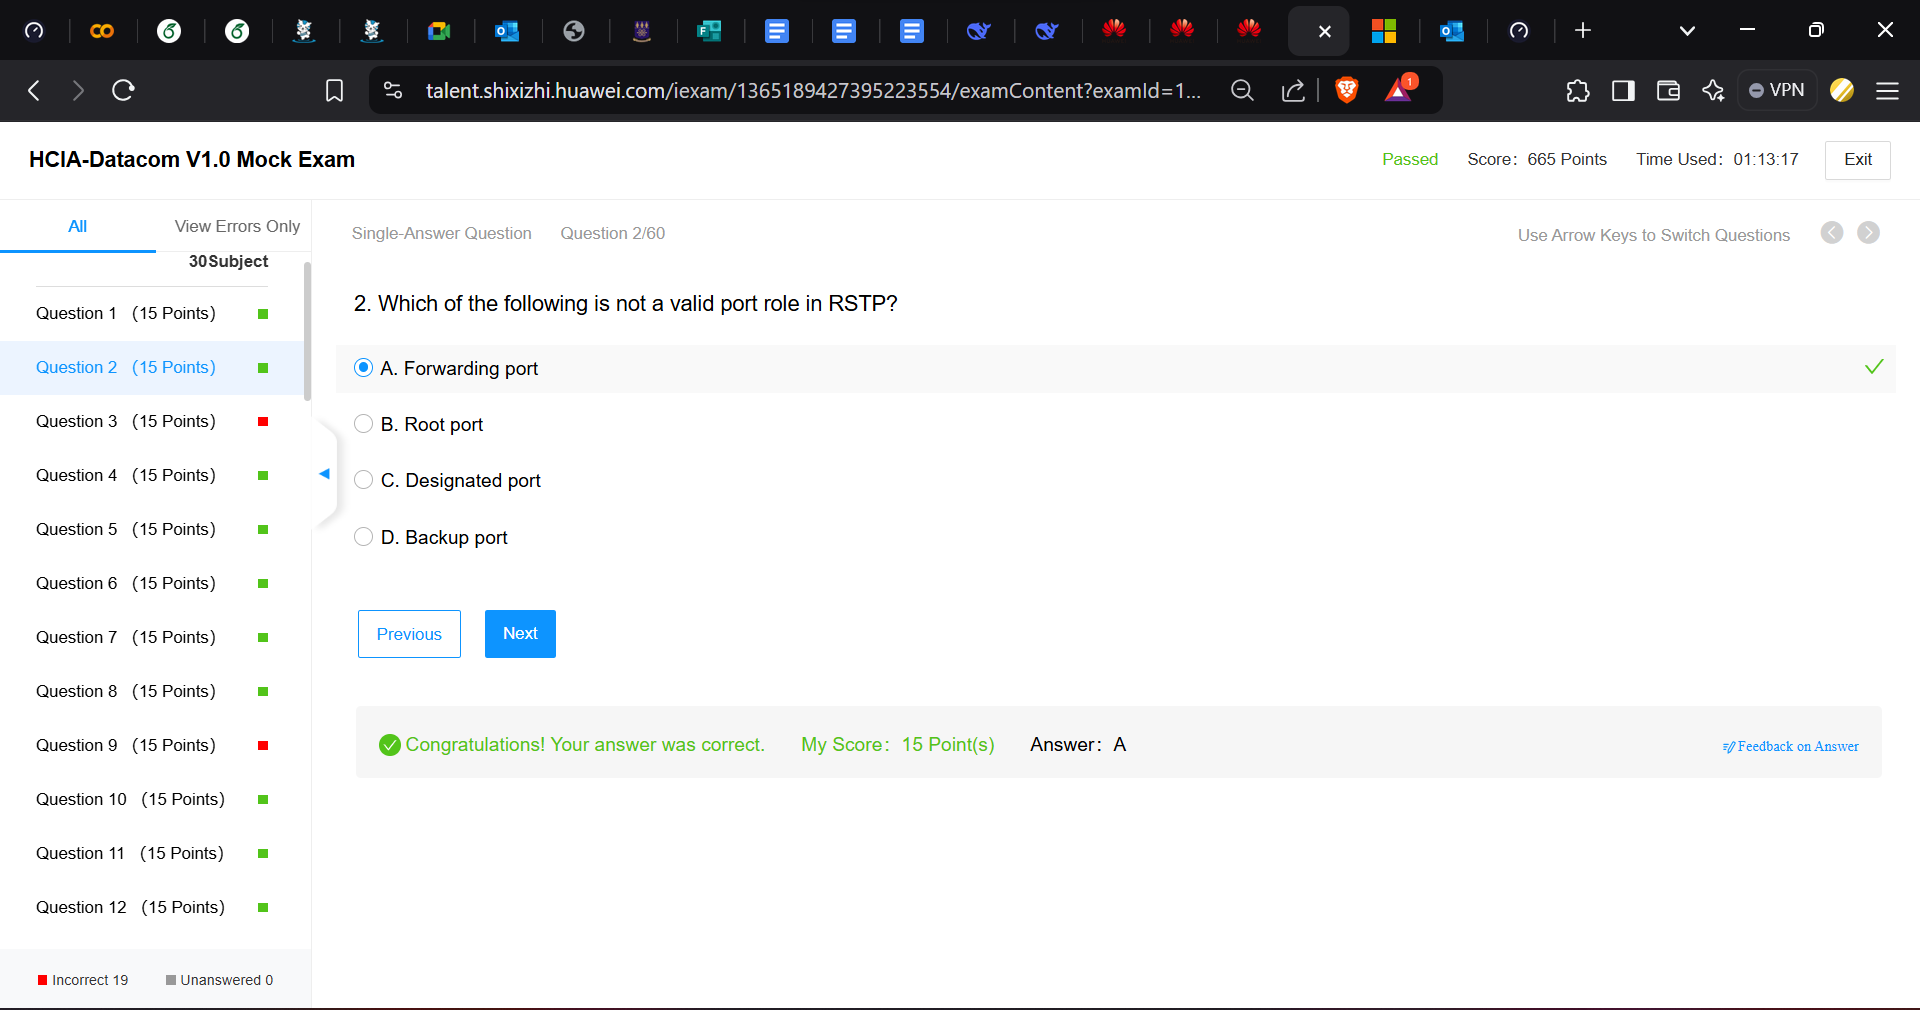 talent.shixizhi.huawei.com/iexam/1365189427395223554/examContent?examId=1...
1
VPN
HCIA-Datacom V1.0 Mock Exam
Passed
Score: 665 Points
Time Used: 01:13:17
Exit
All
View Errors Only
30Subject
Question 1 (15 Points)
Question 2 (15 Points)
Question 3 (15 Points)
Question 4 (15 Points)
Question 5 (15 Points)
Question 6 (15 Points)
Question 7 (15 Points)
Question 8 (15 Points)
Question 9 (15 Points)
Question 10 (15 Points)
Question 11 (15 Points)
Question 12 (15 Points)
Incorrect 19
Unanswered 0
Single-Answer Question
Question 2/60
Use Arrow Keys to Switch Questions
2. Which of the following is not a valid port role in RSTP?
A. Forwarding port
B. Root port
C. Designated port
D. Backup port
Previous
Next
Congratulations! Your answer was correct.
My Score: 15 Point(s)
Answer: A
Feedback on Answer